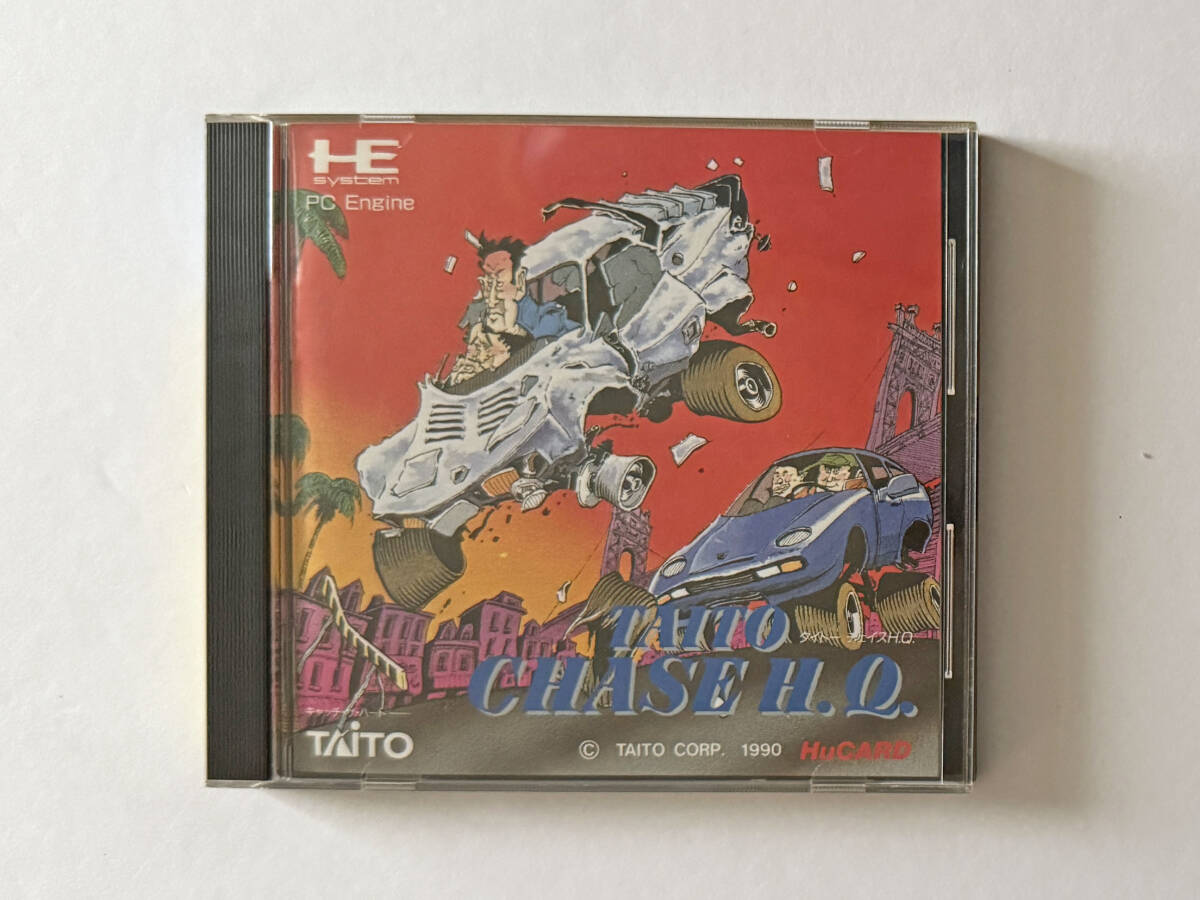 HE
system
PC Engine
TAITO
タイトー チェイスH.Q.
CHASE H.Q.
TAITO
© TAITO CORP. 1990 HuCARD